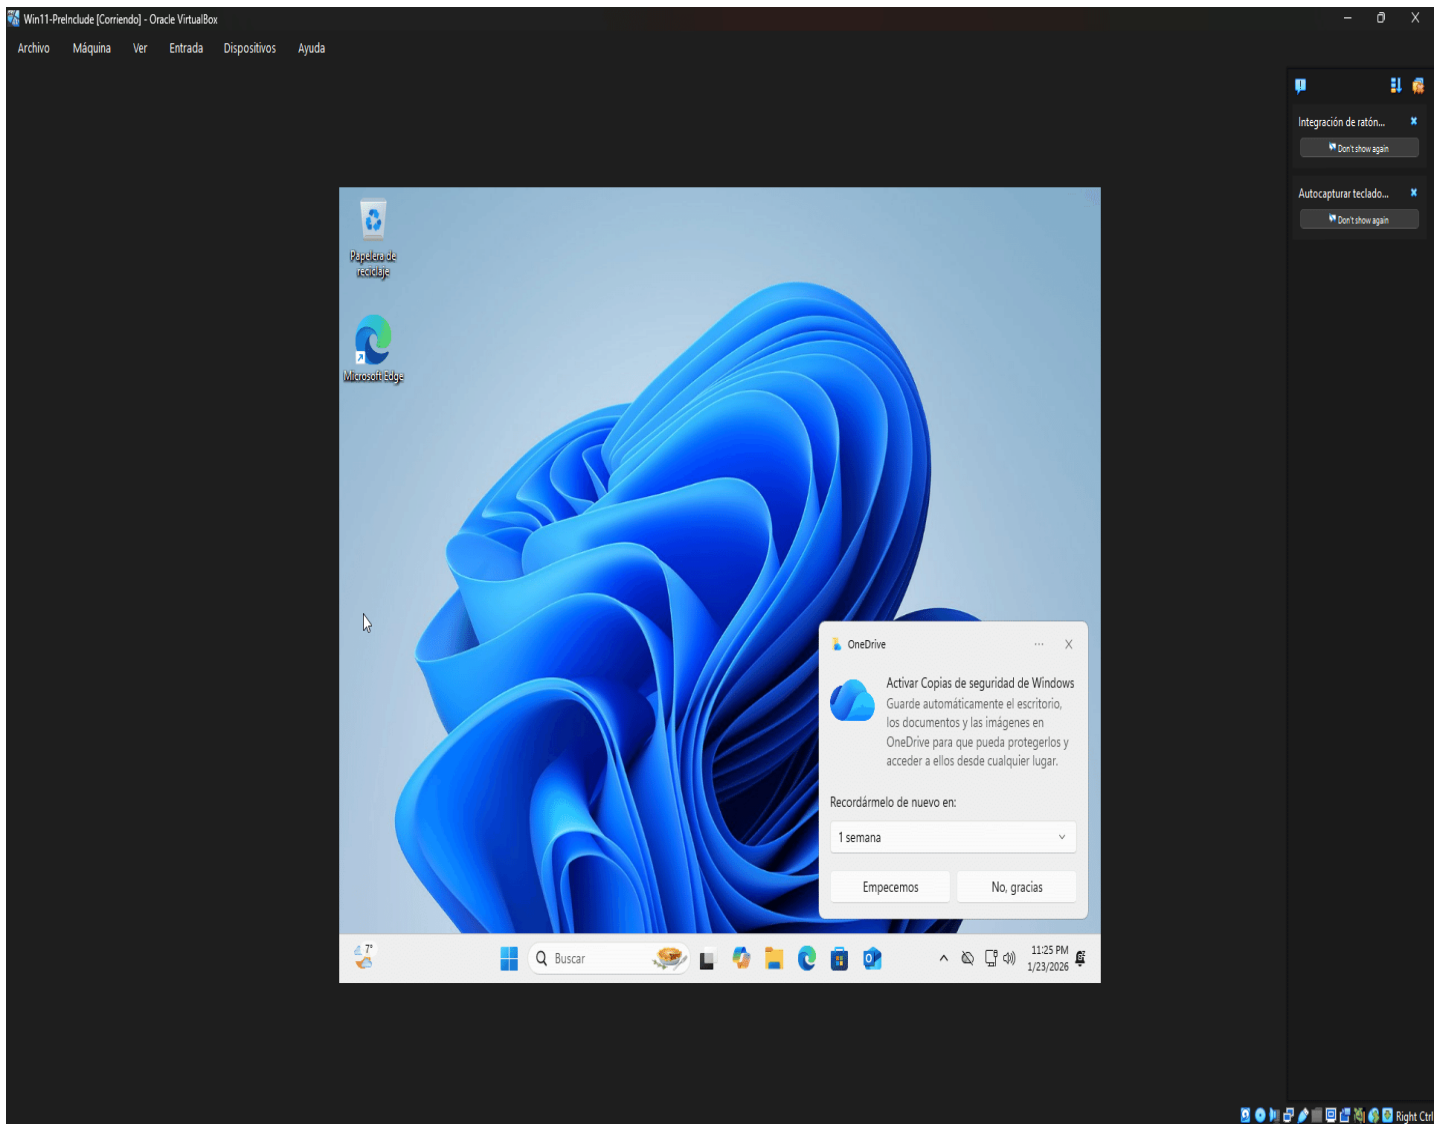 Win11-PreInclude [Corriendo] - Oracle VirtualBox
Archivo Máquina Ver Entrada Dispositivos Ayuda
Integración de ratón...
Don't show again
Autocapturar teclado...
Don't show again
Papelera de
reciclaje
Microsoft Edge
OneDrive
Activar Copias de seguridad de Windows
Guarde automáticamente el escritorio,
los documentos y las imágenes en
OneDrive para que pueda protegerlos y
acceder a ellos desde cualquier lugar.
Recordármelo de nuevo en:
1 semana
Empecemos No, gracias
7°
Buscar
11:25 PM
1/23/2026
Right Ctrl